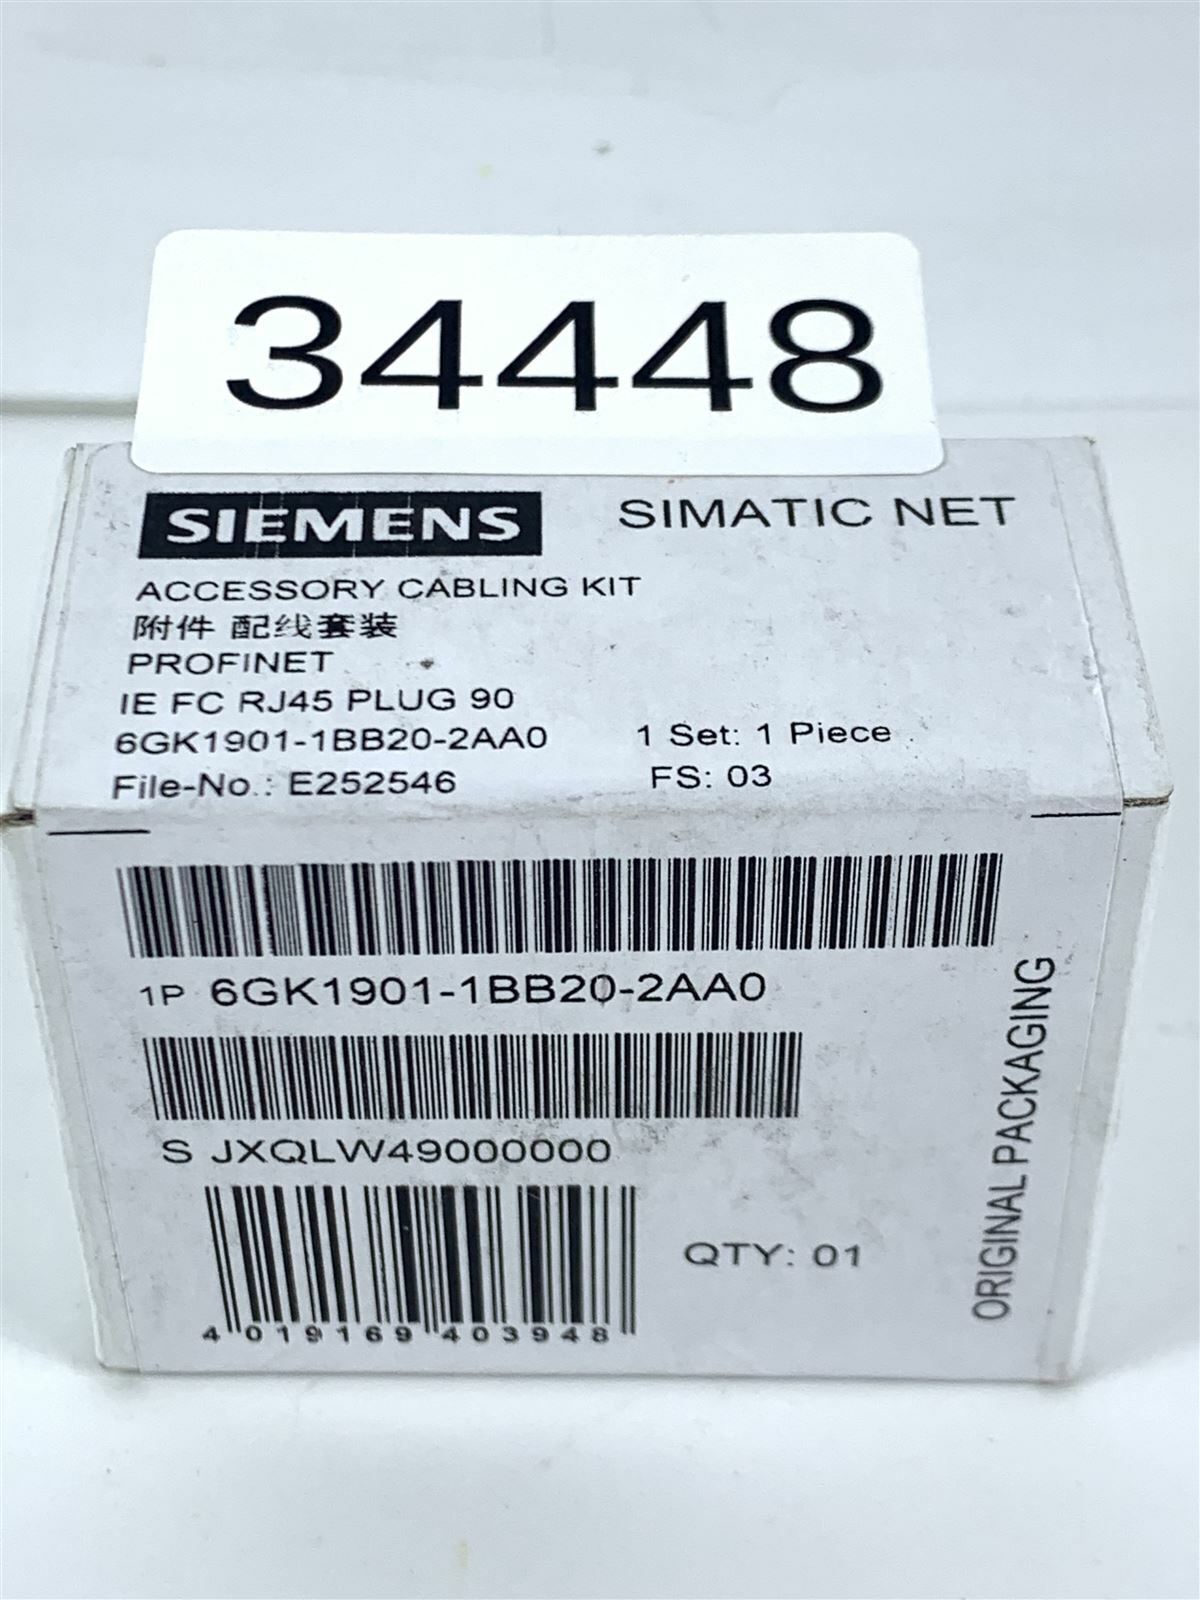 34448
SIEMENS SIMATIC NET
ACCESSORY CABLING KIT
附件 配线套装
PROFINET
IE FC RJ45 PLUG 90
6GK1901-1BB20-2AA0 1 Set: 1 Piece
File-No.: E252546 FS: 03
1P 6GK1901-1BB20-2AA0
S JXQLW49000000
4 019169 403948
QTY: 01
ORIGINAL PACKAGING